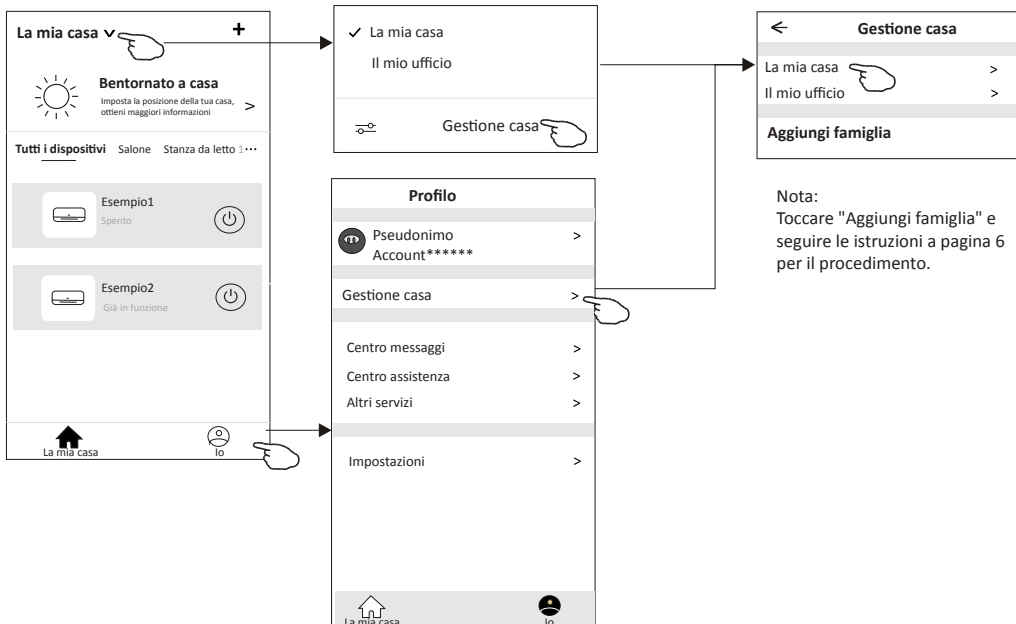 La mia casa
+
Bentornato a casa
Imposta la posizione della tua casa,
ottieni maggiori informazioni
>
Tutti i dispositivi Salone Stanza da letto 1...
Esempio1
Spento
Esempio2
Già in funzione
La mia casa
Io
✓ La mia casa
Il mio ufficio
Gestione casa
Profilo
Pseudonimo >
Account******
Gestione casa >
Centro messaggi >
Centro assistenza >
Altri servizi >
Impostazioni >
La mia casa
Io
Gestione casa
La mia casa >
Il mio ufficio >
Aggiungi famiglia
Nota:
Toccare "Aggiungi famiglia" e
seguire le istruzioni a pagina 6
per il procedimento.